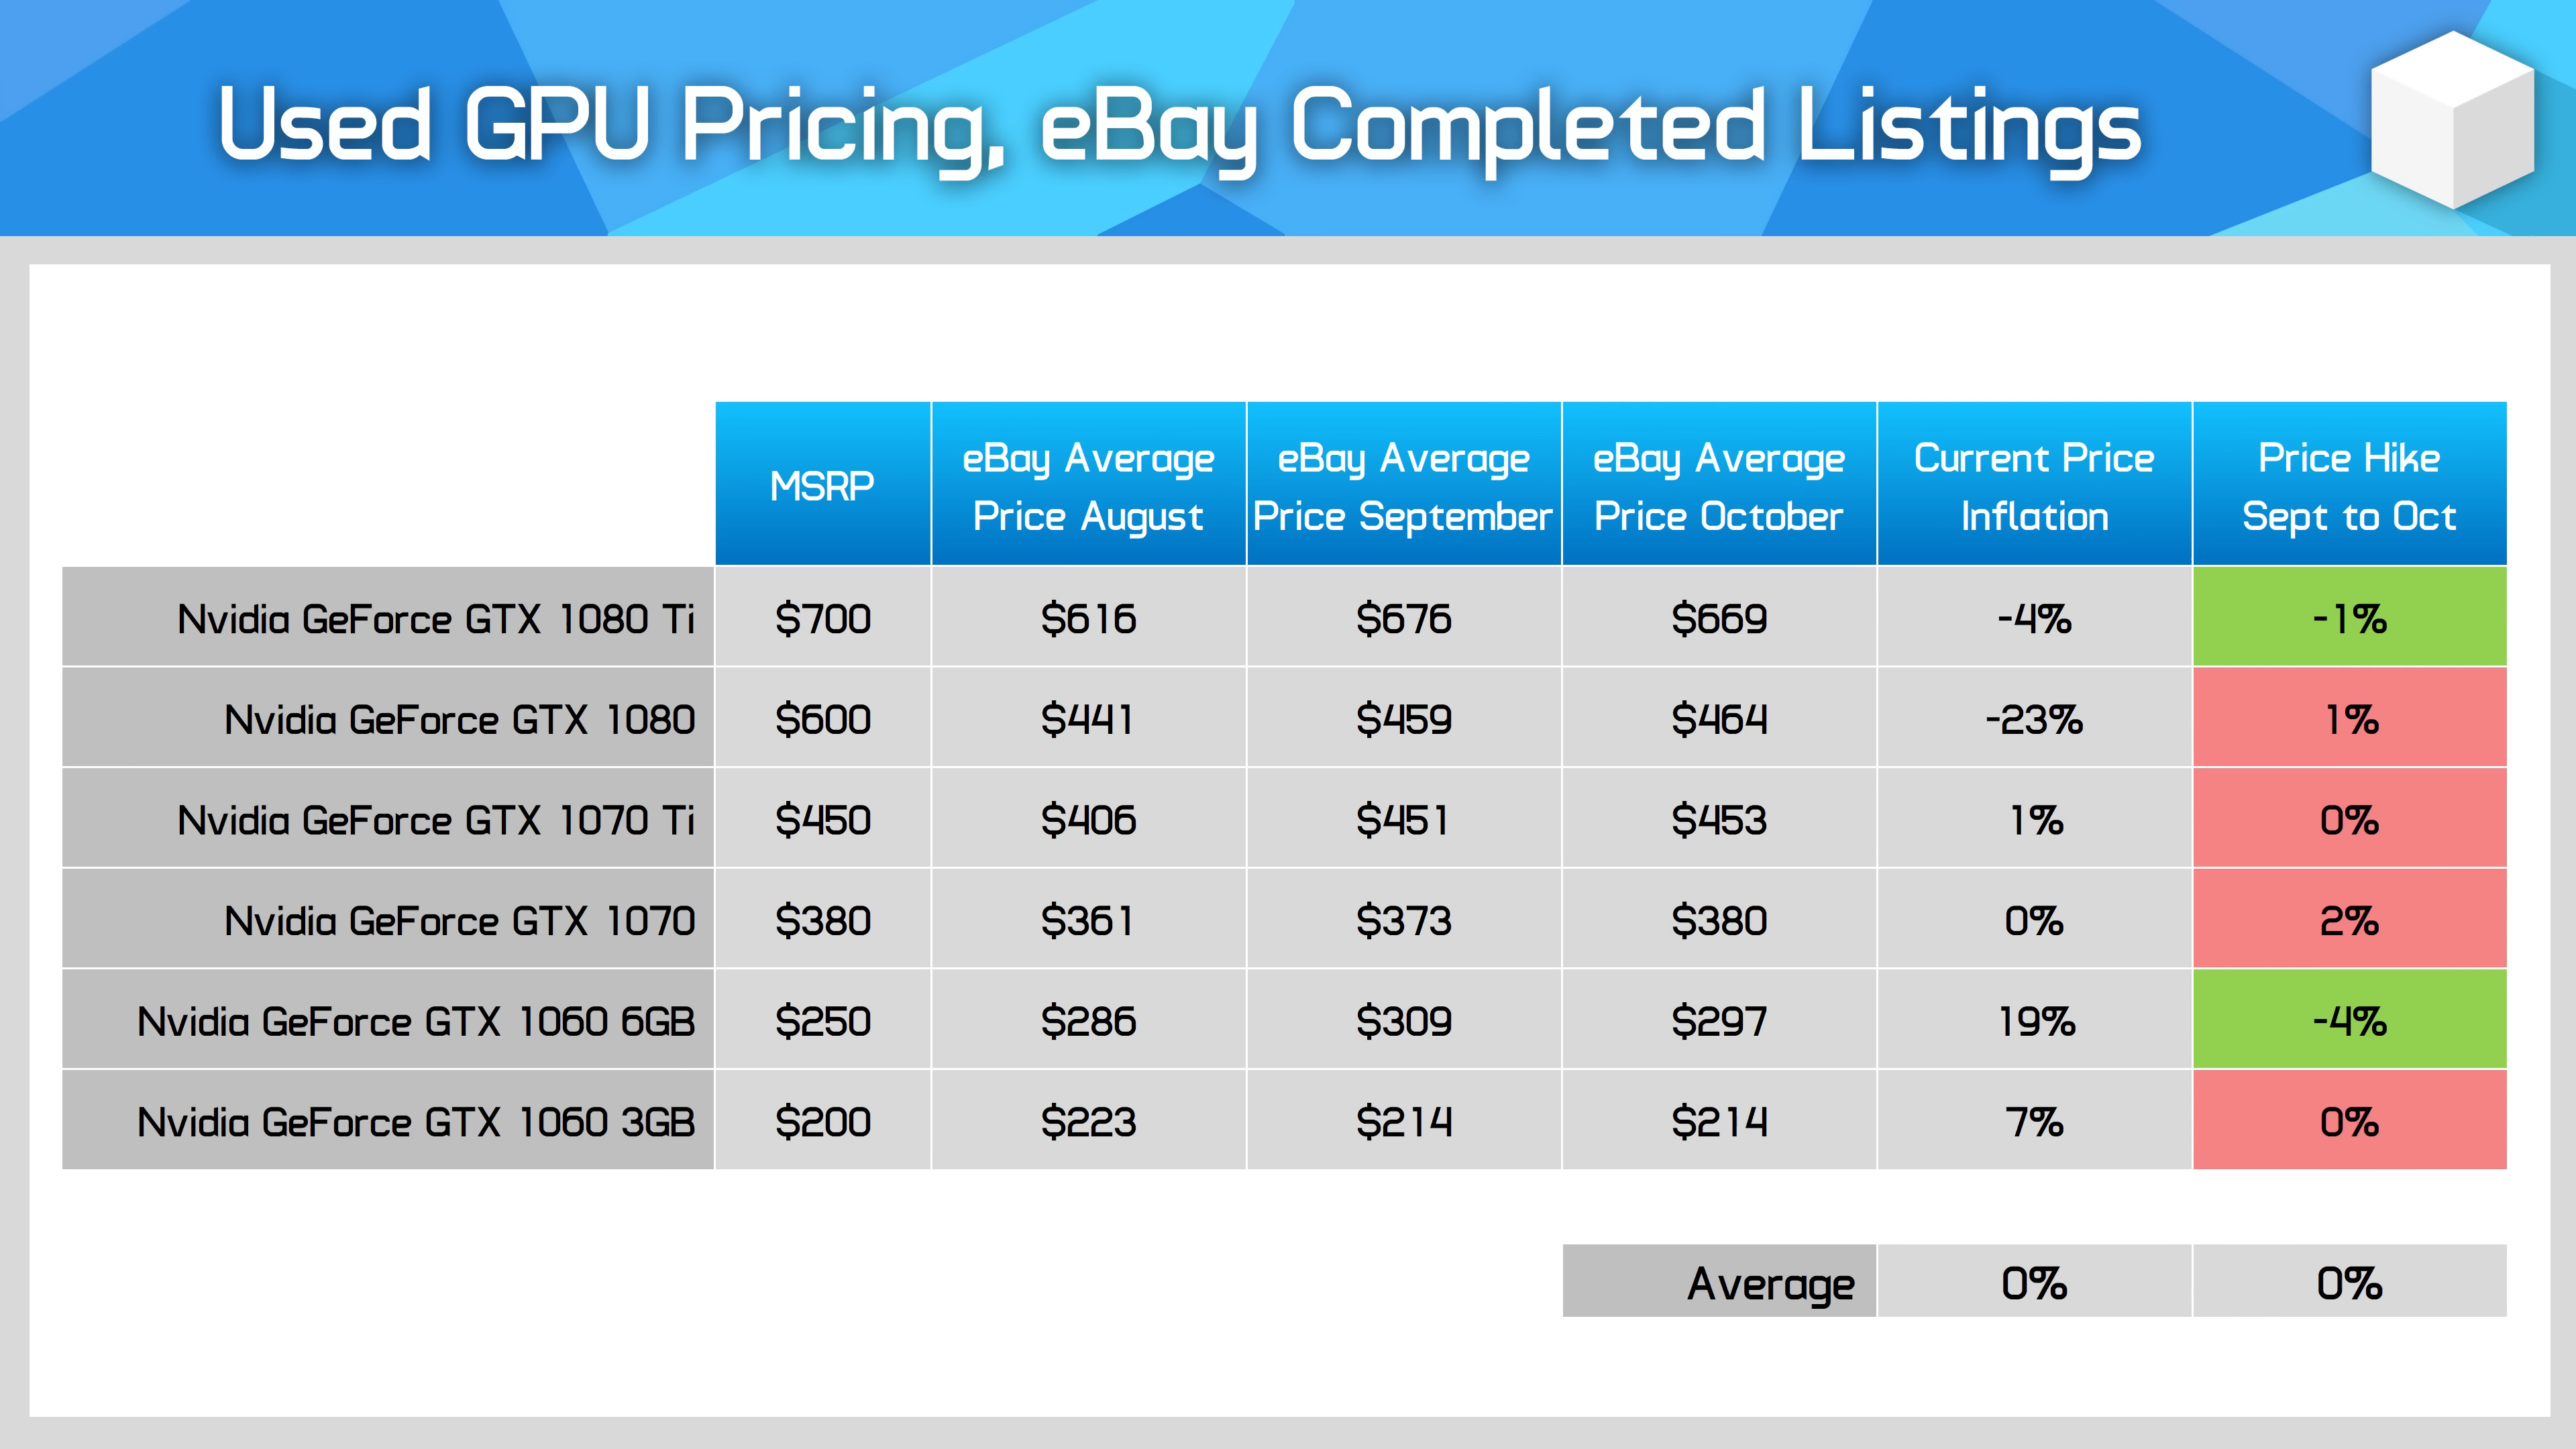 Used GPU Pricing, eBay Completed Listings
MSRP
eBay Average
Price August
eBay Average
Price September
eBay Average
Price October
Current Price
Inflation
Price Hike
Sept to Oct
Nvidia GeForce GTX 1080 Ti $700 $616 $676 $669 -4% -1%
Nvidia GeForce GTX 1080 $600 $441 $459 $464 -23% 1%
Nvidia GeForce GTX 1070 Ti $450 $406 $451 $453 1% 0%
Nvidia GeForce GTX 1070 $380 $361 $373 $380 0% 2%
Nvidia GeForce GTX 1060 6GB $250 $286 $309 $297 19% -4%
Nvidia GeForce GTX 1060 3GB $200 $223 $214 $214 7% 0%
Average 0% 0%